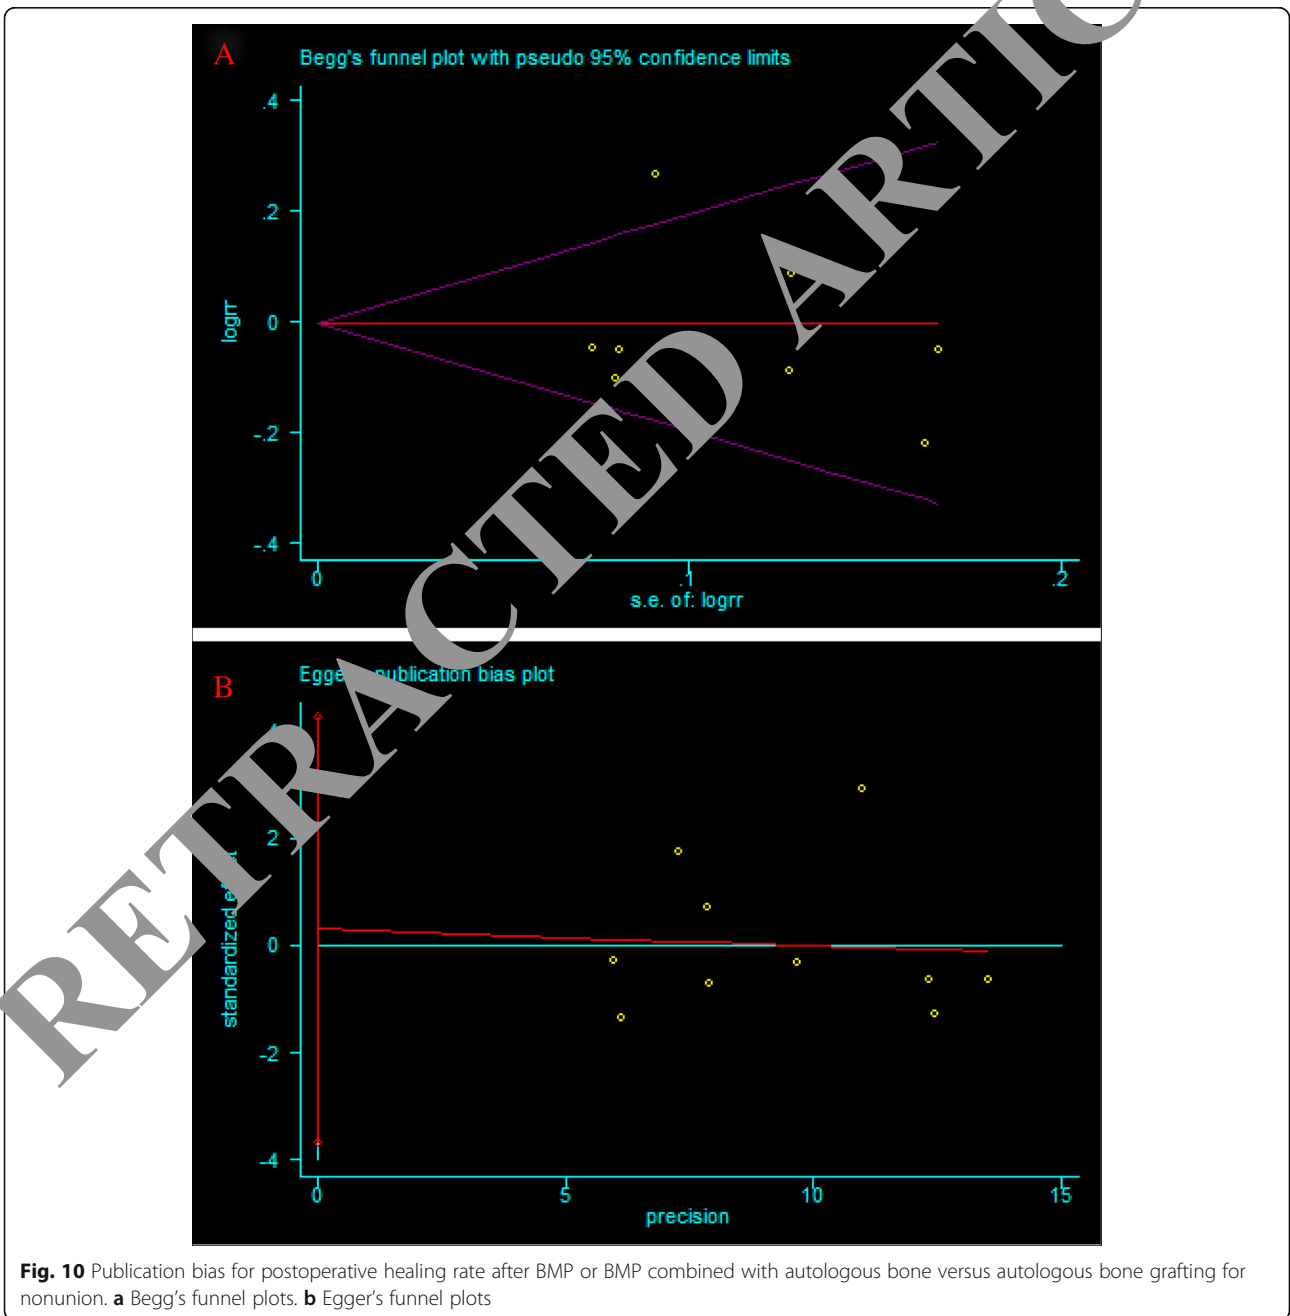 A
Begg's funnel plot with pseudo 95% confidence limits
.4
.2
0
-.2
-.4
logrr
0
.1
.2
s.e. of: logrr
B
publication bias plot
2
0
-2
-4
standardized
0
5
10
15
precision
RETRACTED ARTIC
Fig. 10 Publication bias for postoperative healing rate after BMP or BMP combined with autologous bone versus autologous bone grafting for
nonunion. a Begg's funnel plots. b Egger's funnel plots